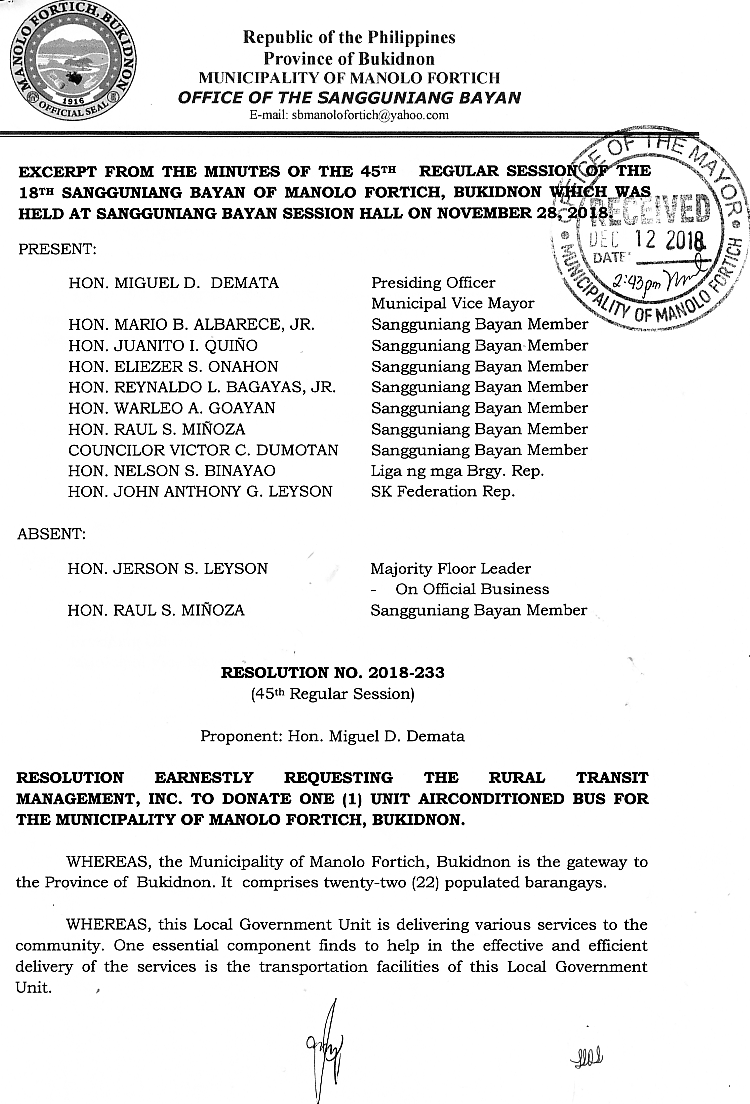 MANOLO FORTICH, BUKIDNON
1916
OFFICIAL SEAL
Republic of the Philippines
Province of Bukidnon
MUNICIPALITY OF MANOLO FORTICH
OFFICE OF THE SANGGUNIANG BAYAN
E-mail: sbmanolofortich@yahoo.com
OFFICE OF THE MAYOR
RECEIVED
DEC 12 2018
DATE:
2:43pm
MUNICIPALITY OF MANOLO FORTICH
EXCERPT FROM THE MINUTES OF THE 45TH REGULAR SESSION OF THE
18TH SANGGUNIANG BAYAN OF MANOLO FORTICH, BUKIDNON WHICH WAS
HELD AT SANGGUNIANG BAYAN SESSION HALL ON NOVEMBER 28, 2018.
PRESENT:
HON. MIGUEL D. DEMATA Presiding Officer
Municipal Vice Mayor
HON. MARIO B. ALBARECE, JR. Sangguniang Bayan Member
HON. JUANITO I. QUIÑO Sangguniang Bayan Member
HON. ELIEZER S. ONAHON Sangguniang Bayan Member
HON. REYNALDO L. BAGAYAS, JR. Sangguniang Bayan Member
HON. WARLEO A. GOAYAN Sangguniang Bayan Member
HON. RAUL S. MIÑOZA Sangguniang Bayan Member
COUNCILOR VICTOR C. DUMOTAN Sangguniang Bayan Member
HON. NELSON S. BINAYAO Liga ng mga Brgy. Rep.
HON. JOHN ANTHONY G. LEYSON SK Federation Rep.
ABSENT:
HON. JERSON S. LEYSON Majority Floor Leader
- On Official Business
HON. RAUL S. MIÑOZA Sangguniang Bayan Member
RESOLUTION NO. 2018-233
(45th Regular Session)
Proponent: Hon. Miguel D. Demata
RESOLUTION EARNESTLY REQUESTING THE RURAL TRANSIT
MANAGEMENT, INC. TO DONATE ONE (1) UNIT AIRCONDITIONED BUS FOR
THE MUNICIPALITY OF MANOLO FORTICH, BUKIDNON.
WHEREAS, the Municipality of Manolo Fortich, Bukidnon is the gateway to
the Province of Bukidnon. It comprises twenty-two (22) populated barangays.
WHEREAS, this Local Government Unit is delivering various services to the
community. One essential component finds to help in the effective and efficient
delivery of the services is the transportation facilities of this Local Government
Unit.